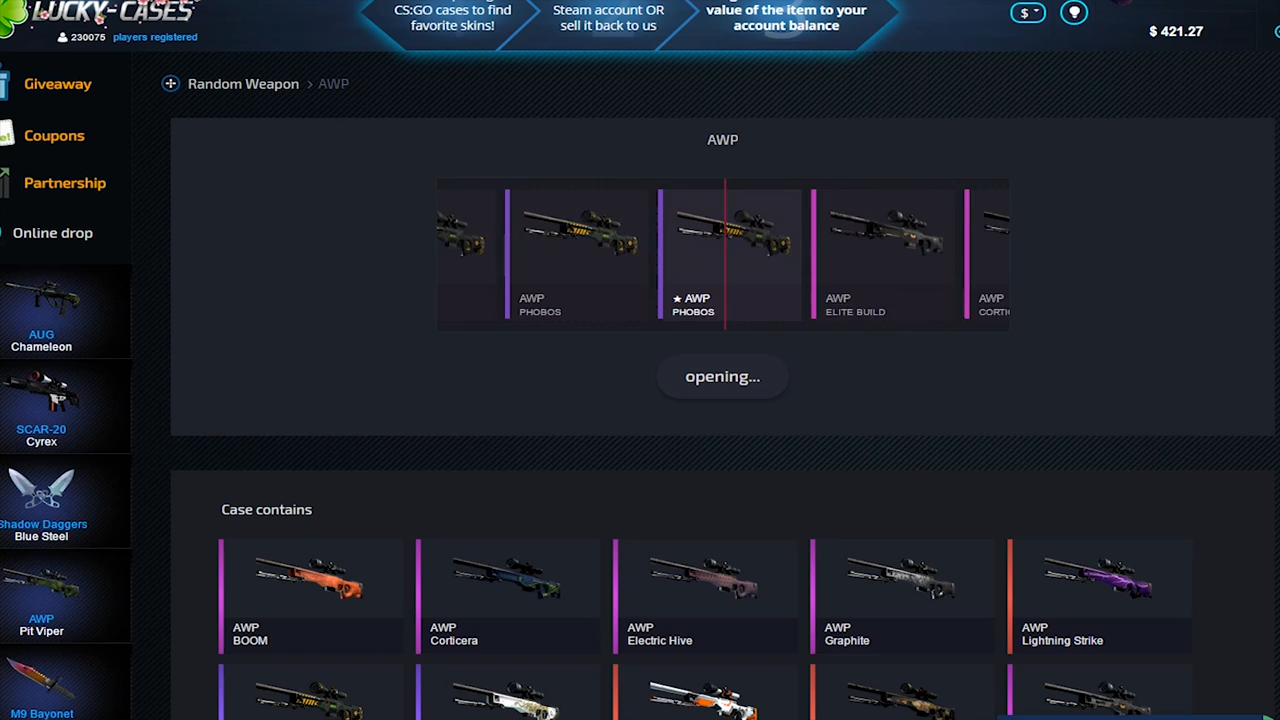 LUCKY-CASES
230075 players registered
CS:GO cases to find
favorite skins!
Steam account OR
sell it back to us
value of the item to your
account balance
$
$ 421.27
Giveaway
Coupons
Partnership
Online drop
AUG
Chameleon
SCAR-20
Cyrex
Shadow Daggers
Blue Steel
AWP
Pit Viper
M9 Bayonet
Random Weapon > AWP
AWP
AWP
PHOBOS
★ AWP
PHOBOS
AWP
ELITE BUILD
AWP
CORTI
opening...
Case contains
AWP
BOOM
AWP
Corticera
AWP
Electric Hive
AWP
Graphite
AWP
Lightning Strike